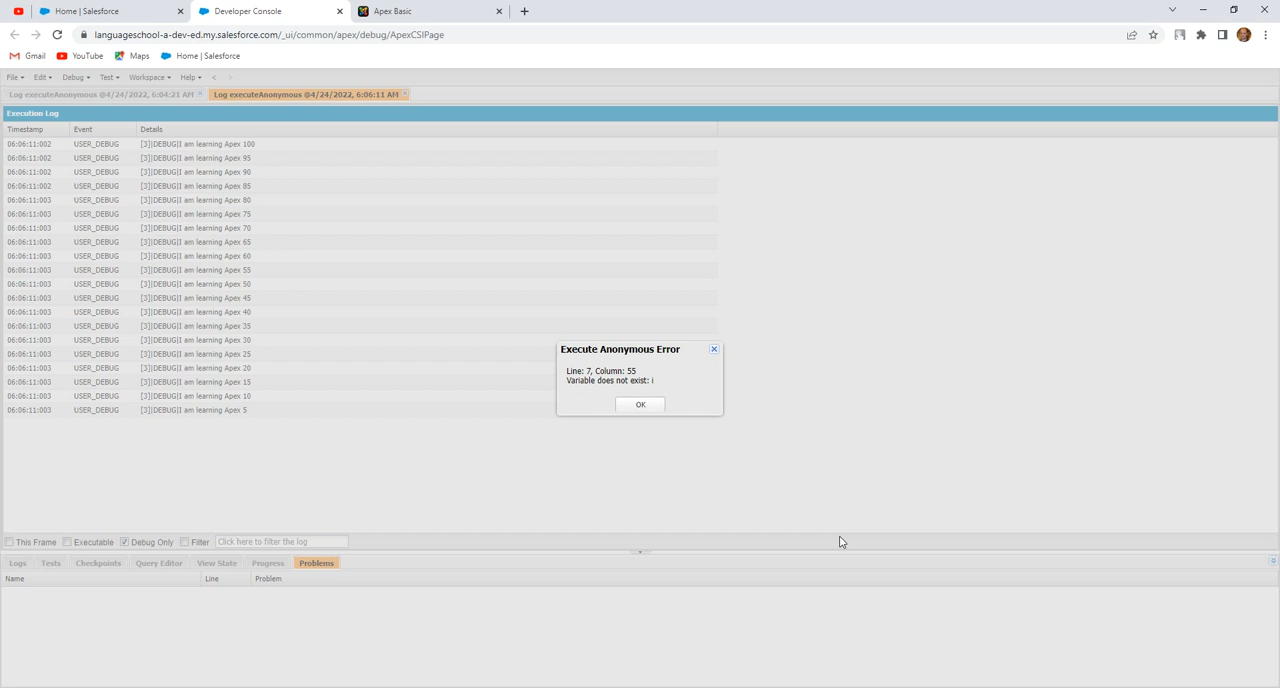 Home | Salesforce
Developer Console
Apex Basic
languageschool-a-dev-ed.my.salesforce.com/_ui/common/apex/debug/ApexCSIPage
Gmail YouTube Maps Home | Salesforce
File Edit Debug Test Workspace Help < >
Log executeAnonymous @4/24/2022, 6:04:21 AM Log executeAnonymous @4/24/2022, 6:06:11 AM
Execution Log
Timestamp Event Details
06:06:11:002 USER_DEBUG [3]|DEBUG|I am learning Apex 100
06:06:11:002 USER_DEBUG [3]|DEBUG|I am learning Apex 95
06:06:11:002 USER_DEBUG [3]|DEBUG|I am learning Apex 90
06:06:11:002 USER_DEBUG [3]|DEBUG|I am learning Apex 85
06:06:11:003 USER_DEBUG [3]|DEBUG|I am learning Apex 80
06:06:11:003 USER_DEBUG [3]|DEBUG|I am learning Apex 75
06:06:11:003 USER_DEBUG [3]|DEBUG|I am learning Apex 70
06:06:11:003 USER_DEBUG [3]|DEBUG|I am learning Apex 65
06:06:11:003 USER_DEBUG [3]|DEBUG|I am learning Apex 60
06:06:11:003 USER_DEBUG [3]|DEBUG|I am learning Apex 55
06:06:11:003 USER_DEBUG [3]|DEBUG|I am learning Apex 50
06:06:11:003 USER_DEBUG [3]|DEBUG|I am learning Apex 45
06:06:11:003 USER_DEBUG [3]|DEBUG|I am learning Apex 40
06:06:11:003 USER_DEBUG [3]|DEBUG|I am learning Apex 35
06:06:11:003 USER_DEBUG [3]|DEBUG|I am learning Apex 30
06:06:11:003 USER_DEBUG [3]|DEBUG|I am learning Apex 25
06:06:11:003 USER_DEBUG [3]|DEBUG|I am learning Apex 20
06:06:11:003 USER_DEBUG [3]|DEBUG|I am learning Apex 15
06:06:11:003 USER_DEBUG [3]|DEBUG|I am learning Apex 10
06:06:11:003 USER_DEBUG [3]|DEBUG|I am learning Apex 5
Execute Anonymous Error
Line: 7, Column: 55
Variable does not exist: i
OK
This Frame Executable Debug Only Filter Click here to filter the log
Logs Tests Checkpoints Query Editor View State Progress Problems
Name Line Problem